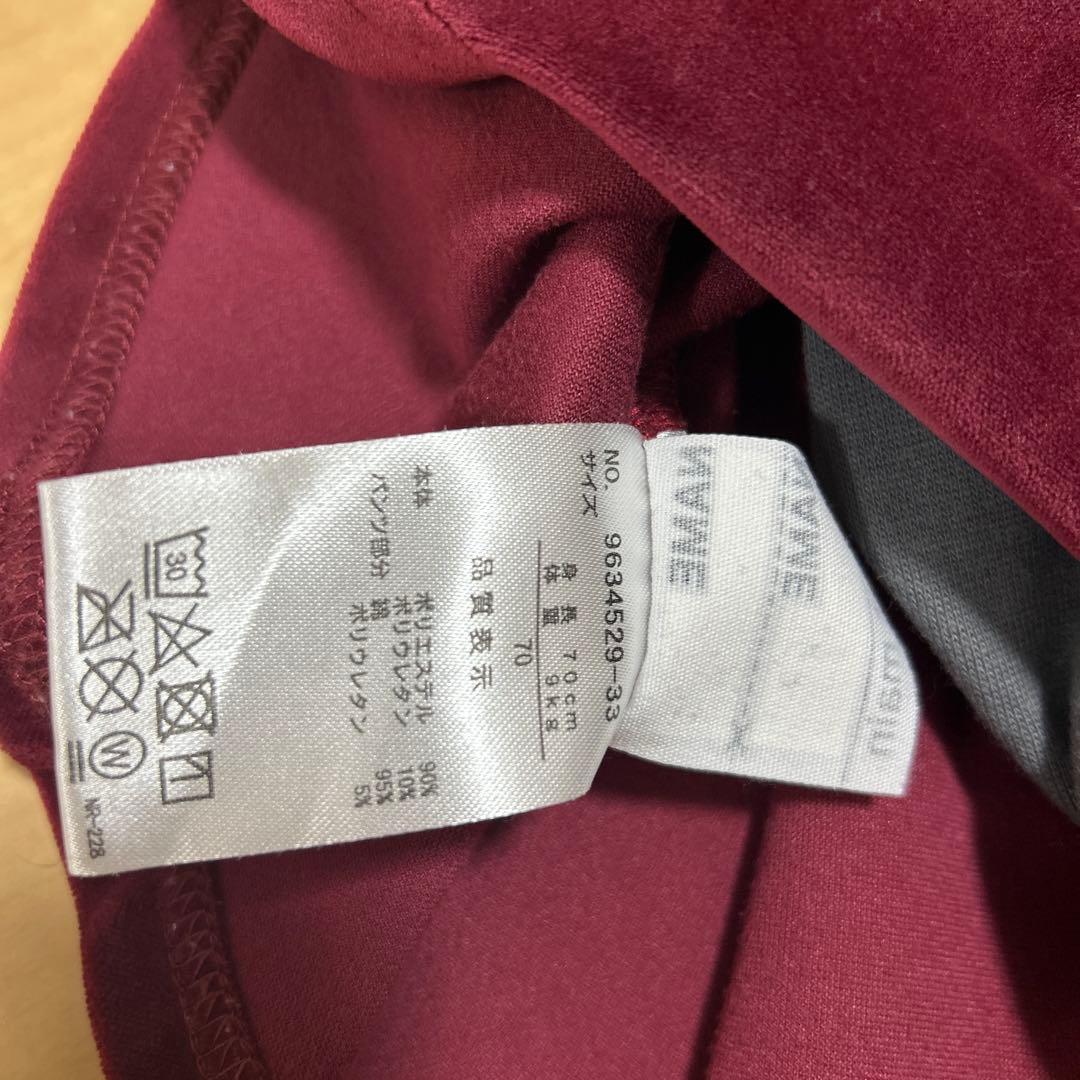 NO. 9634529-33
サイズ
身長 70cm
体重 9kg
70
品質表示
本体 ポリエステル 90%
ポリウレタン 10%
パンツ部分 綿 95%
ポリウレタン 5%
30
W
NR-228